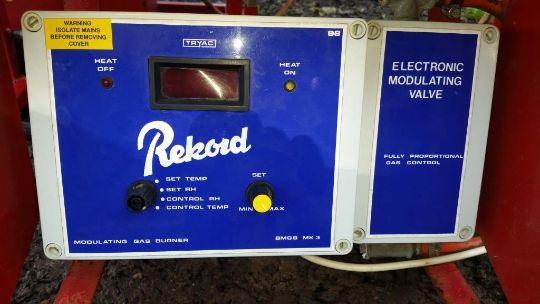 WARNING
ISOLATE MAINS
BEFORE REMOVING
COVER
TRYAC
98
HEAT
OFF
HEAT
ON
Rekord
SET TEMP
SET RH
CONTROL RH
CONTROL TEMP
SET
MIN MAX
MODULATING GAS BURNER
BMGB MK 3
ELECTRONIC
MODULATING
VALVE
FULLY PROPORTIONAL
GAS CONTROL